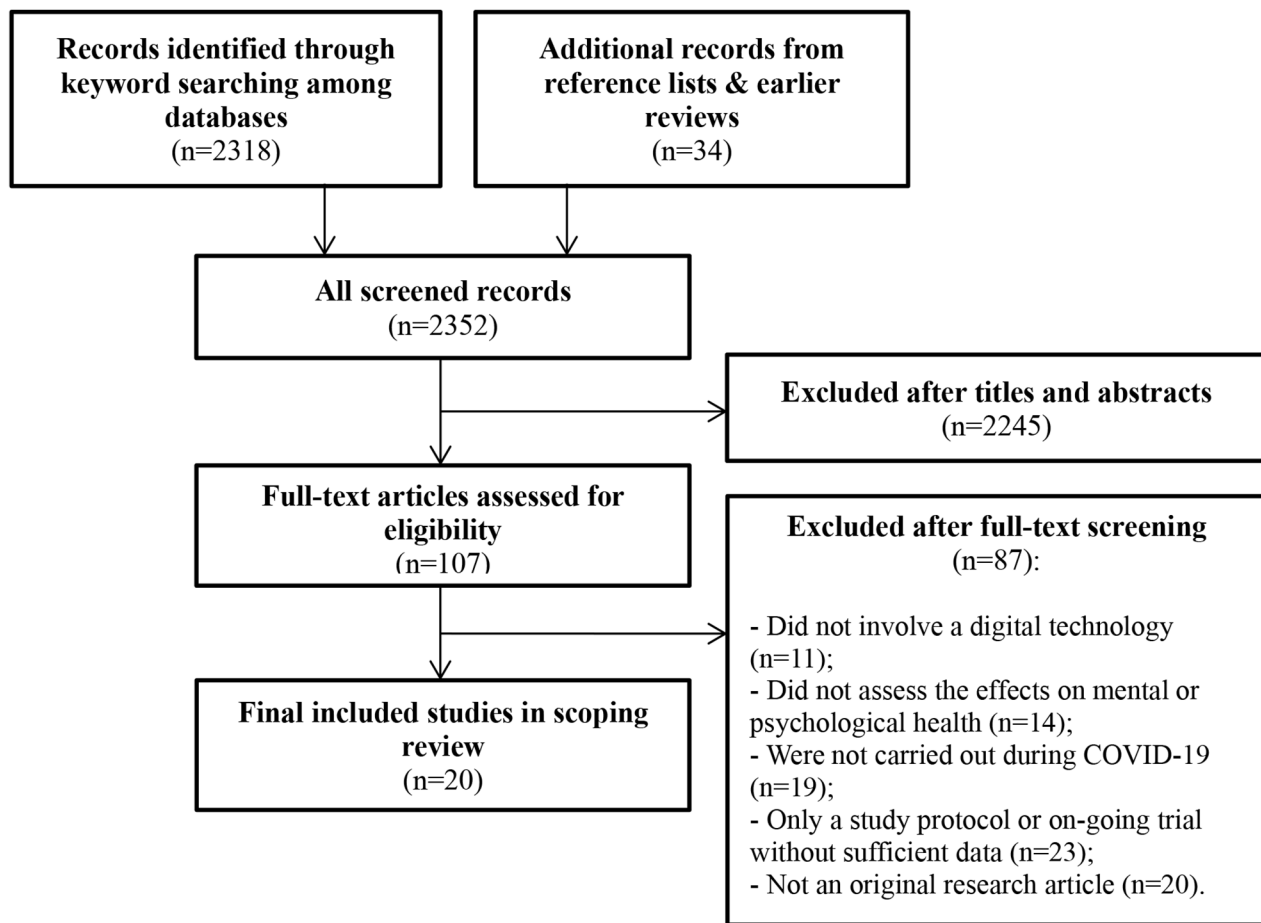 Records identified through
keyword searching among
databases
(n=2318)
Additional records from
reference lists & earlier
reviews
(n=34)
All screened records
(n=2352)
Excluded after titles and abstracts
(n=2245)
Full-text articles assessed for
eligibility
(n=107)
Excluded after full-text screening
(n=87):
- Did not involve a digital technology
(n=11);
- Did not assess the effects on mental or
psychological health (n=14);
- Were not carried out during COVID-19
(n=19);
- Only a study protocol or on-going trial
without sufficient data (n=23);
- Not an original research article (n=20).
Final included studies in scoping
review
(n=20)